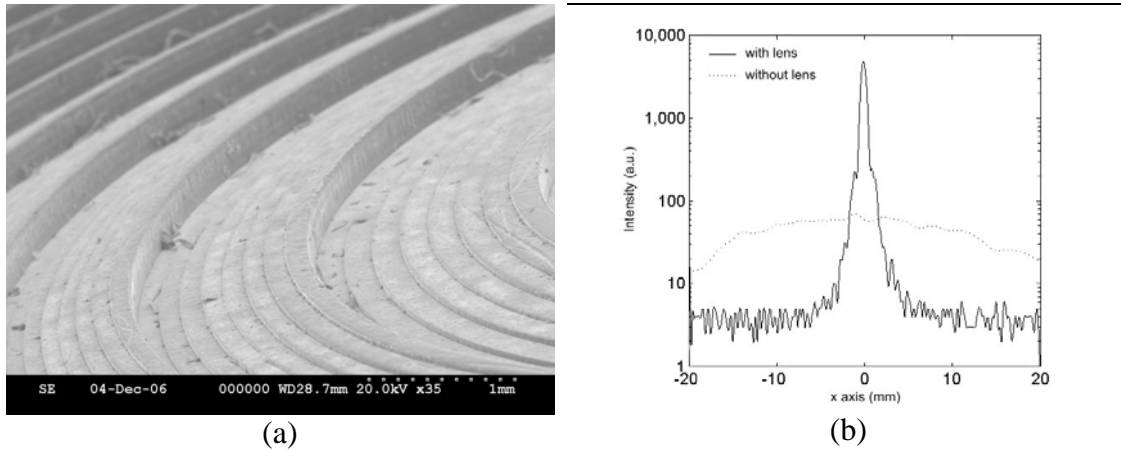 SE 04-Dec-06 000000 WD28.7mm 20.0kV x35 1mm
(a)
10,000
1,000
100
10
1
Intensity (a.u.)
with lens
without lens
-20
-10
0
10
20
x axis (mm)
(b)